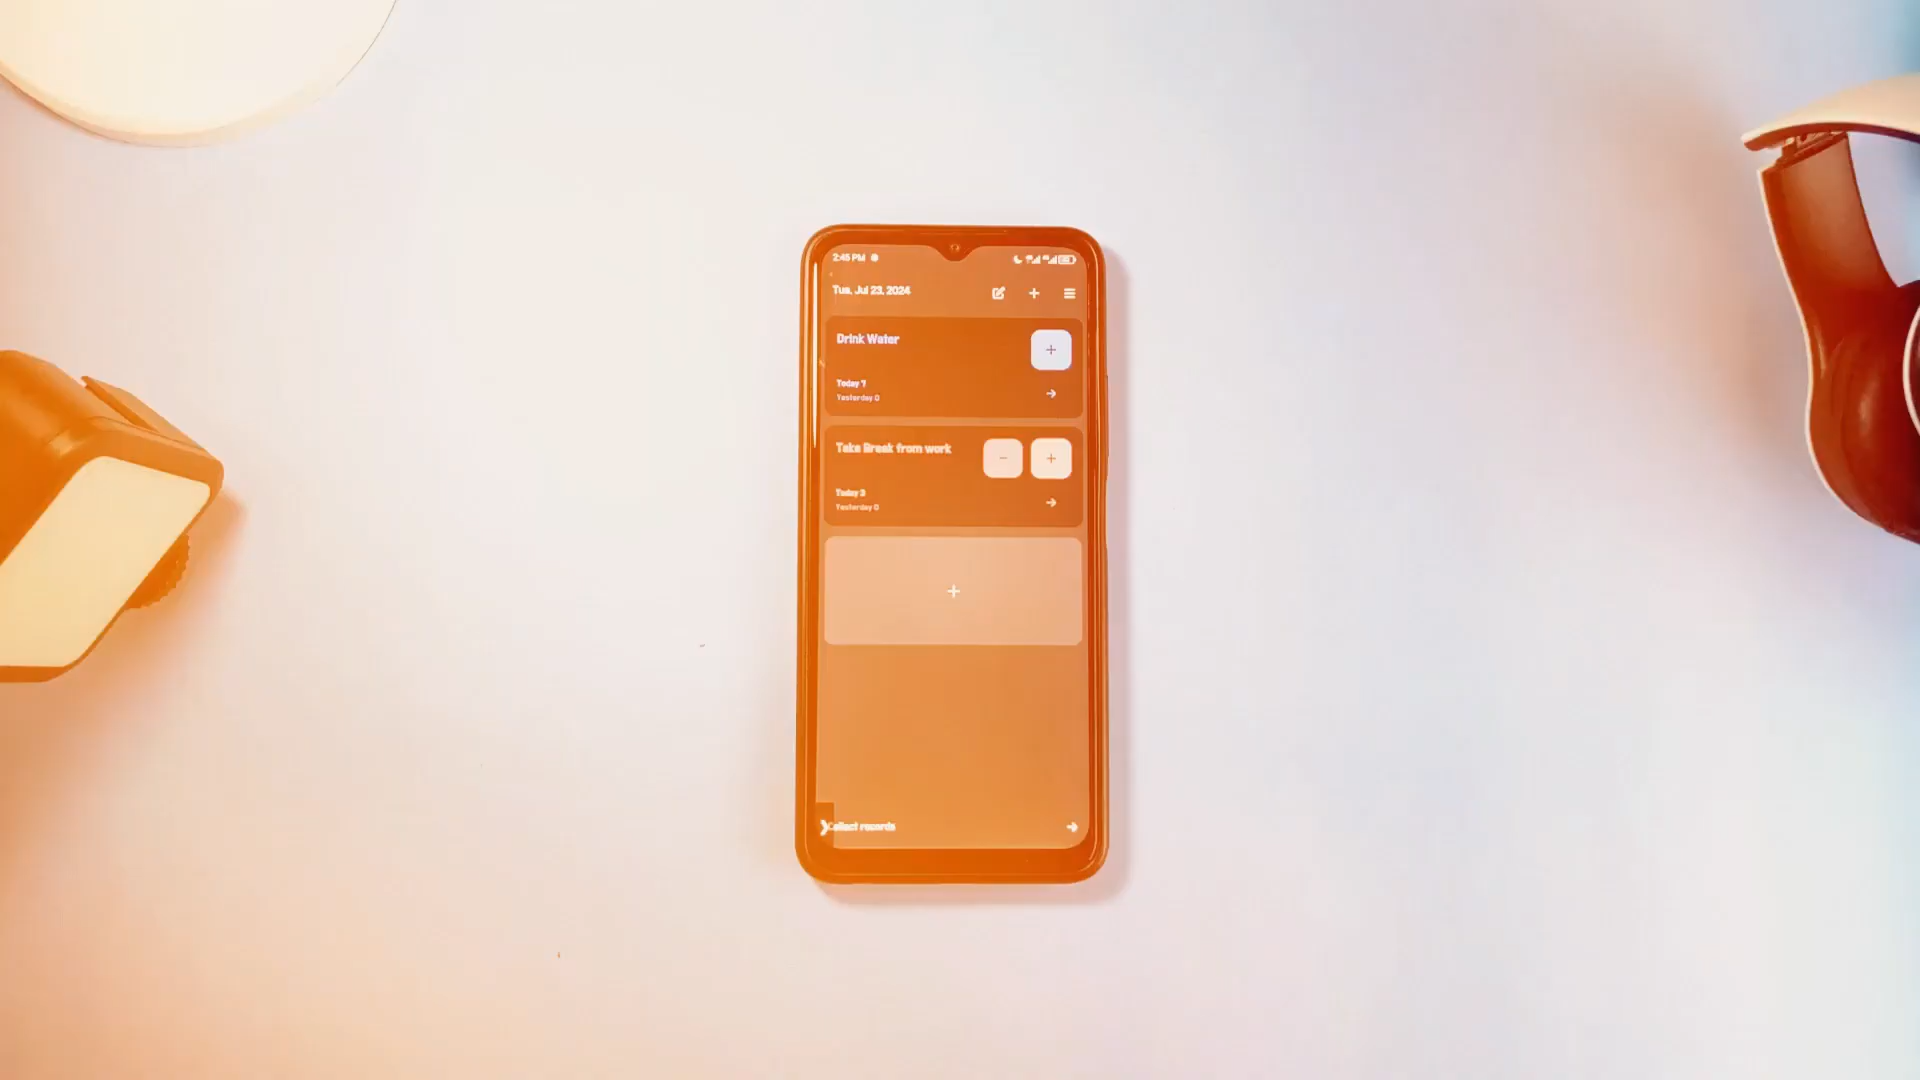 2:45 PM
Tue, Jul 23, 2024
Drink Water
Today 7
Yesterday 0
Take Break from work
Today 3
Yesterday 0
Collect records